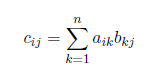 c_{ij} = \sum_{k=1}^{n} a_{ik} b_{kj}